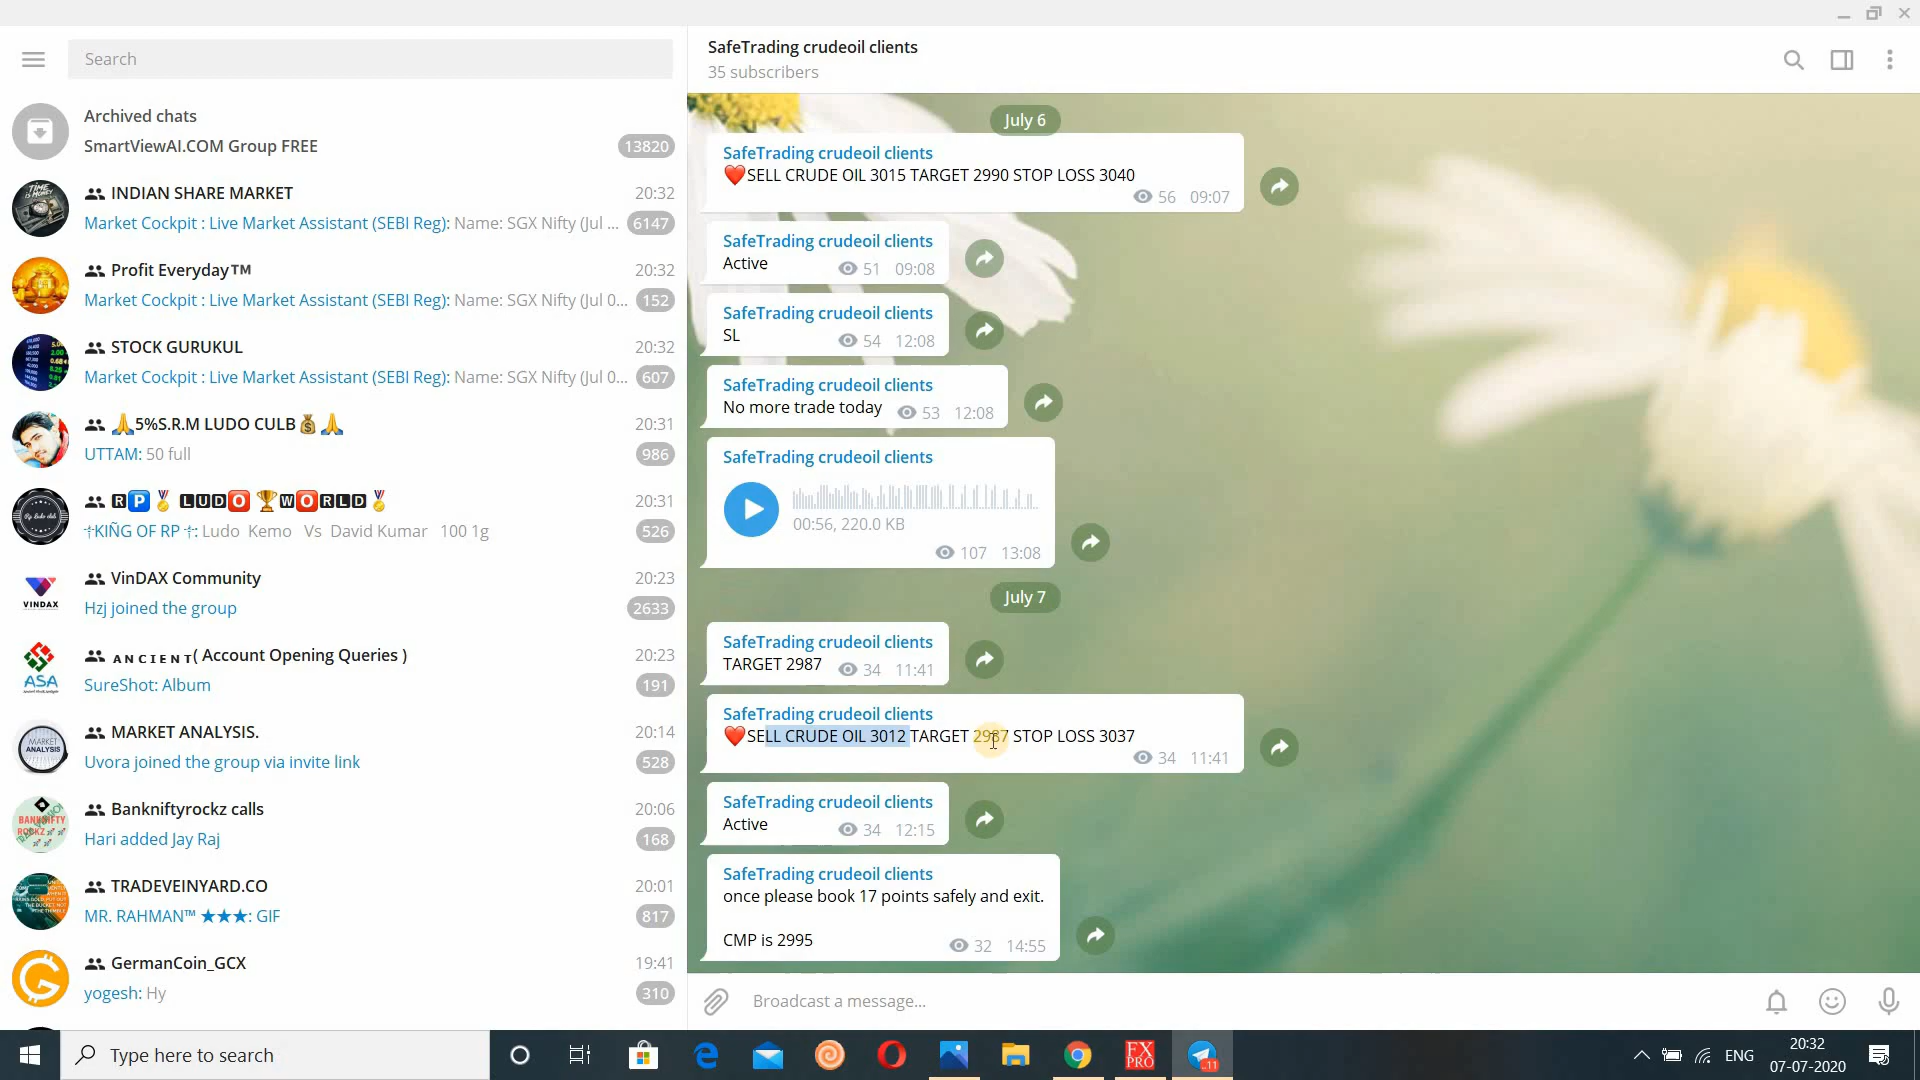 Search
Archived chats
SmartViewAI.COM Group FREE
13820
INDIAN SHARE MARKET
20:32
Market Cockpit : Live Market Assistant (SEBI Reg): Name: SGX Nifty (Jul ...
6147
Profit Everyday™
20:32
Market Cockpit : Live Market Assistant (SEBI Reg): Name: SGX Nifty (Jul 0...
152
STOCK GURUKUL
20:32
Market Cockpit : Live Market Assistant (SEBI Reg): Name: SGX Nifty (Jul 0...
607
🙏5%S.R.M LUDO CULB💰🙏
20:31
UTTAM: 50 full
986
🆁🅿️🏅 🅻🆄🅳🅾️ 🏆🆆🅾️🆁🅻🅳🏅
20:31
†KIÑG OF RP †: Ludo Kemo Vs David Kumar 100 1g
526
VINDAX
VinDAX Community
20:23
Hzj joined the group
2633
ASA
ᴀɴᴄɪᴇɴᴛ( Account Opening Queries )
20:23
SureShot: Album
191
MARKET ANALYSIS
MARKET ANALYSIS.
20:14
Uvora joined the group via invite link
528
Bankniftyrockz calls
20:06
Hari added Jay Raj
168
TRADEVEINYARD.CO
20:01
MR. RAHMAN™ ★★★: GIF
817
GermanCoin_GCX
19:41
yogesh: Hy
310
SafeTrading crudeoil clients
35 subscribers
July 6
SafeTrading crudeoil clients
❤️SELL CRUDE OIL 3015 TARGET 2990 STOP LOSS 3040
56 09:07
SafeTrading crudeoil clients
Active 51 09:08
SafeTrading crudeoil clients
SL 54 12:08
SafeTrading crudeoil clients
No more trade today 53 12:08
SafeTrading crudeoil clients
00:56, 220.0 KB
107 13:08
July 7
SafeTrading crudeoil clients
TARGET 2987 34 11:41
SafeTrading crudeoil clients
❤️SELL CRUDE OIL 3012 TARGET 2987 STOP LOSS 3037
34 11:41
SafeTrading crudeoil clients
Active 34 12:15
SafeTrading crudeoil clients
once please book 17 points safely and exit.
CMP is 2995 32 14:55
Broadcast a message...
Type here to search
FX PRO
..11
ENG
20:32
07-07-2020